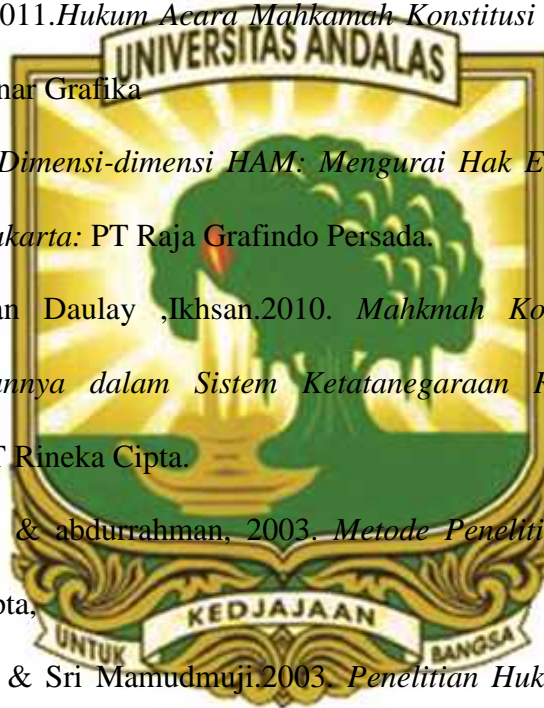 011.Hukum Acara Mahkamah Konstitusi
UNIVERSITAS ANDALAS
nar Grafika
Dimensi-dimensi HAM: Mengurai Hak E
akarta: PT Raja Grafindo Persada.
an Daulay ,Ikhsan.2010. Mahkmah Ko
annya dalam Sistem Ketatanegaraan R
T Rineka Cipta.
& abdurrahman, 2003. Metode Peneliti
pta,
KEDJAJAAN
UNTUK BANGSA
& Sri Mamudmuji.2003. Penelitian Huk